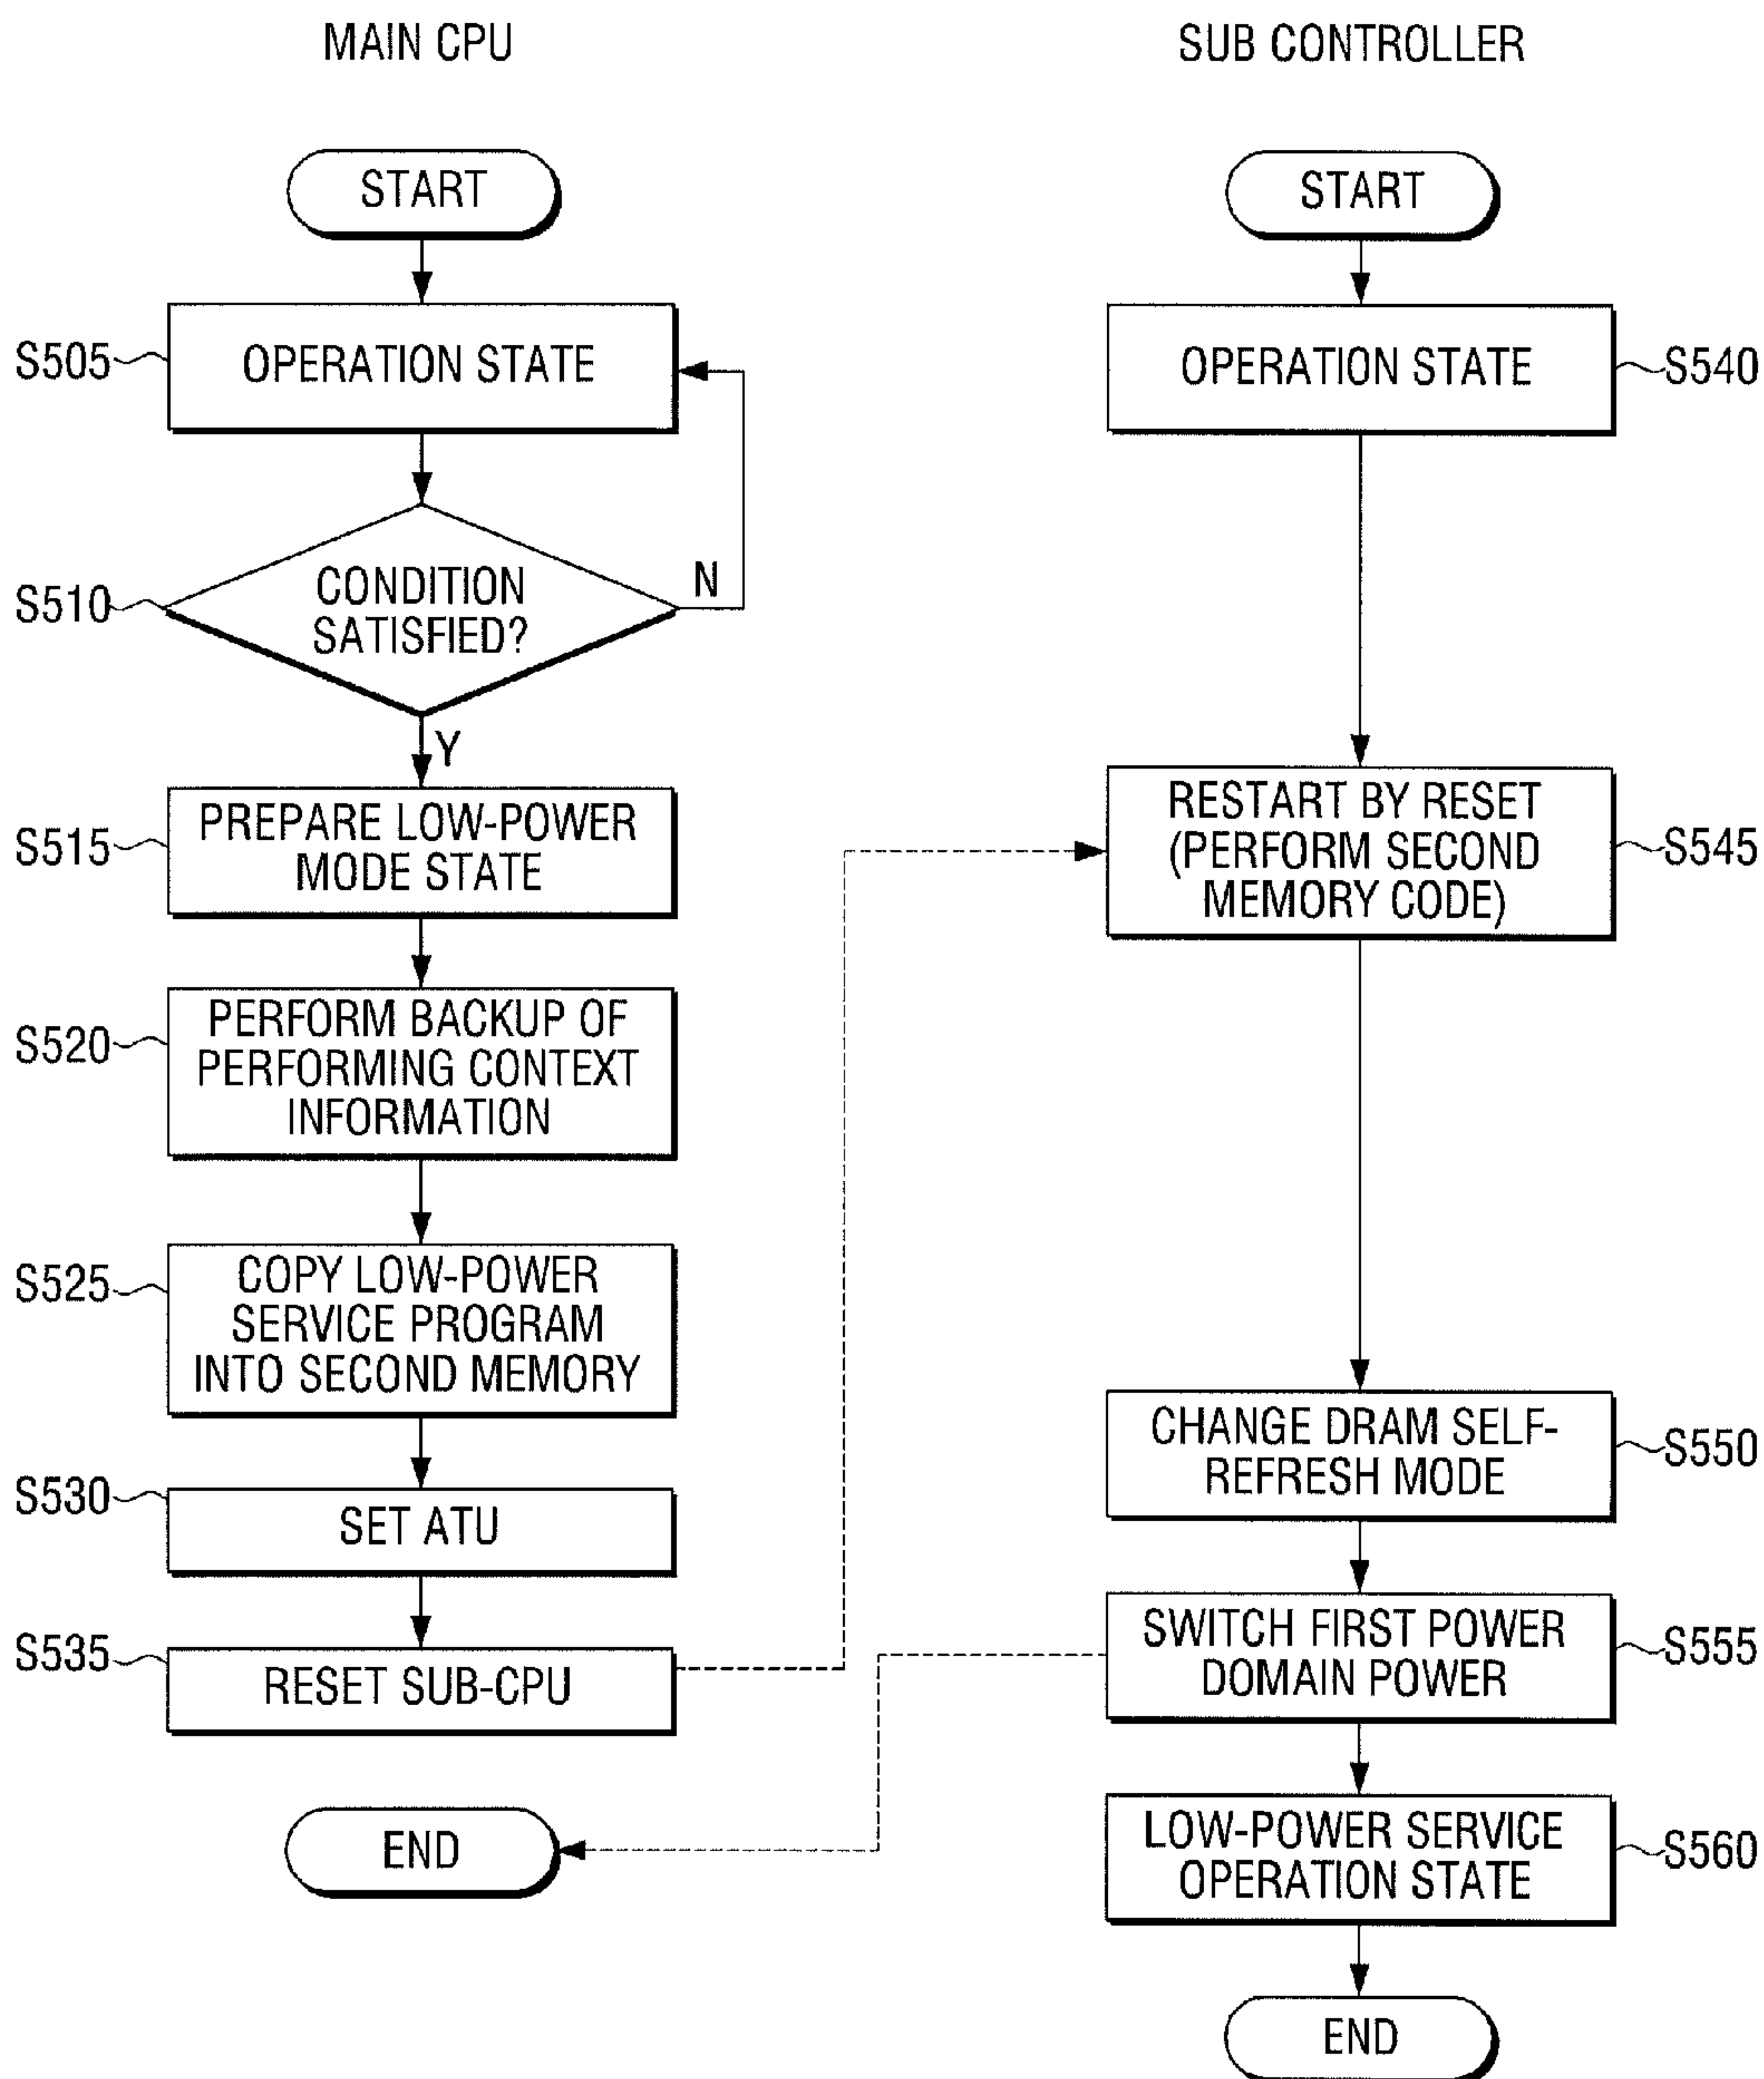 MAIN CPU
START
S505
OPERATION STATE
S510
CONDITION
SATISFIED?
N
Y
S515
PREPARE LOW-POWER
MODE STATE
S520
PERFORM BACKUP OF
PERFORMING CONTEXT
INFORMATION
S525
COPY LOW-POWER
SERVICE PROGRAM
INTO SECOND MEMORY
S530
SET ATU
S535
RESET SUB-CPU
END
SUB CONTROLLER
START
OPERATION STATE
S540
RESTART BY RESET
(PERFORM SECOND
MEMORY CODE)
S545
CHANGE DRAM SELF-
REFRESH MODE
S550
SWITCH FIRST POWER
DOMAIN POWER
S555
LOW-POWER SERVICE
OPERATION STATE
S560
END